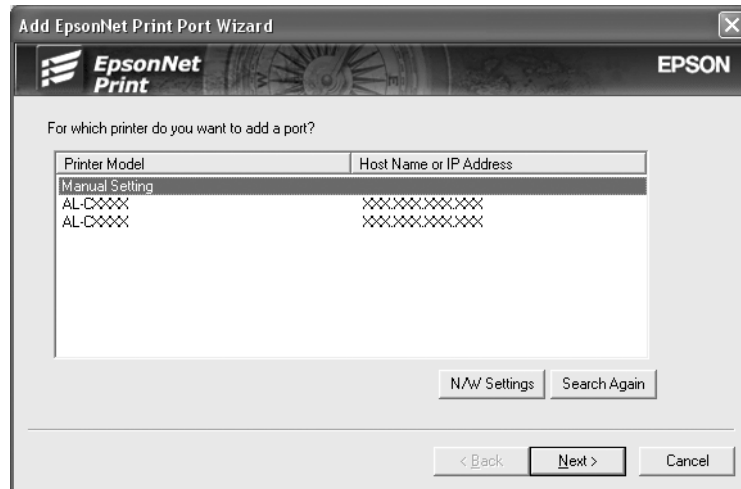 Add EpsonNet Print Port Wizard
EpsonNet
Print
EPSON
For which printer do you want to add a port?
Printer Model Host Name or IP Address
Manual Setting
AL-CXXXX XXX.XXX.XXX.XXX
AL-CXXXX XXX.XXX.XXX.XXX
N/W Settings Search Again
< Back Next > Cancel